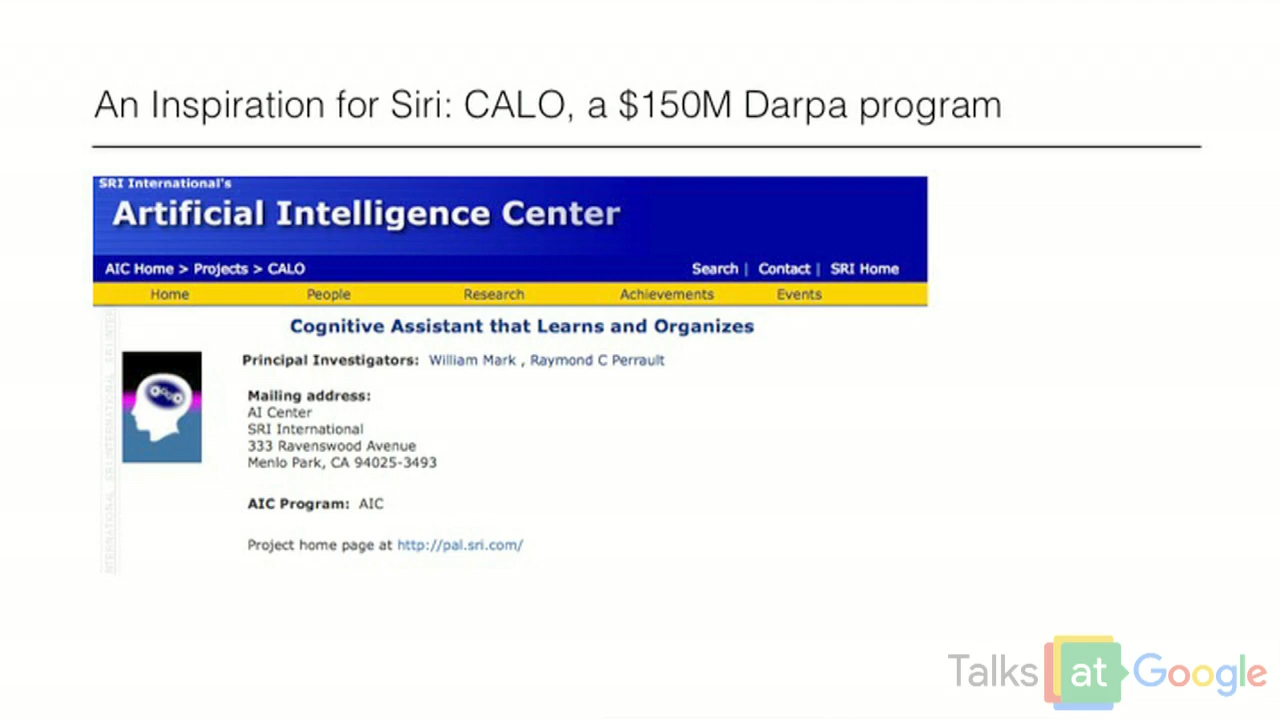 An Inspiration for Siri: CALO, a $150M Darpa program
SRI International's
Artificial Intelligence Center
AIC Home > Projects > CALO
Search | Contact | SRI Home
Home People Research Achievements Events
Cognitive Assistant that Learns and Organizes
Principal Investigators: William Mark , Raymond C Perrault
Mailing address:
AI Center
SRI International
333 Ravenswood Avenue
Menlo Park, CA 94025-3493
AIC Program: AIC
Project home page at http://pal.sri.com/
Talks at Google